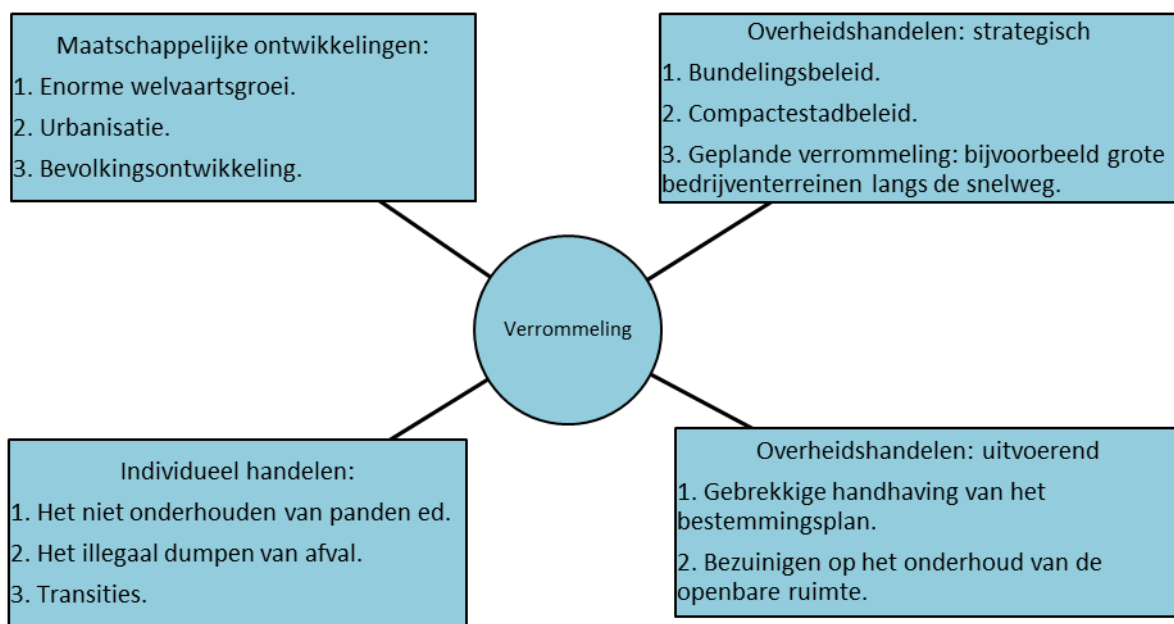 Maatschappelijke ontwikkelingen:
1. Enorme welvaartsgroei.
2. Urbanisatie.
3. Bevolkingsontwikkeling.
Overheidshandelen: strategisch
1. Bundelingsbeleid.
2. Compactestadbeleid.
3. Geplande verrommeling: bijvoorbeeld grote
bedrijventerreinen langs de snelweg.
Verrommeling
Individueel handelen:
1. Het niet onderhouden van panden ed.
2. Het illegaal dumpen van afval.
3. Transities.
Overheidshandelen: uitvoerend
1. Gebrekkige handhaving van het
bestemmingsplan.
2. Bezuinigen op het onderhoud van de
openbare ruimte.